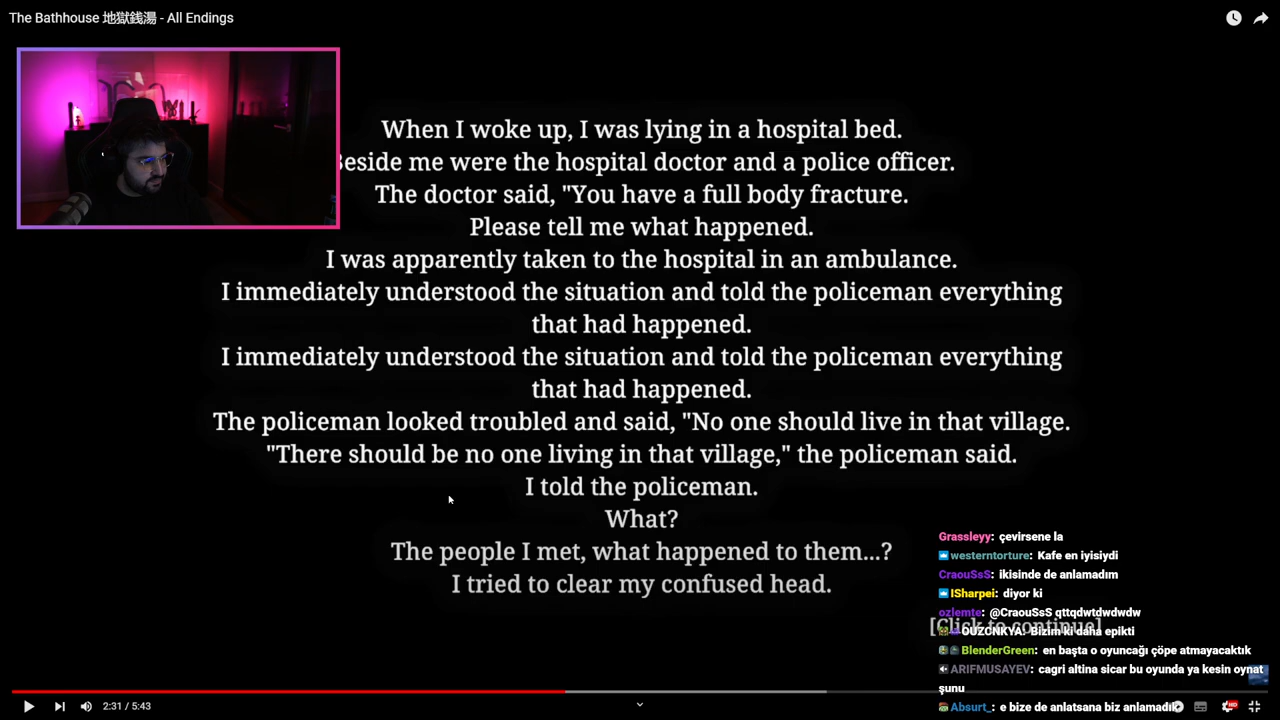 The Bathhouse 地獄銭湯 - All Endings
When I woke up, I was lying in a hospital bed.
Beside me were the hospital doctor and a police officer.
The doctor said, "You have a full body fracture.
Please tell me what happened.
I was apparently taken to the hospital in an ambulance.
I immediately understood the situation and told the policeman everything
that had happened.
I immediately understood the situation and told the policeman everything
that had happened.
The policeman looked troubled and said, "No one should live in that village.
"There should be no one living in that village," the policeman said.
I told the policeman.
What?
The people I met, what happened to them...?
I tried to clear my confused head.
[Click to continue]
Grassleyy: çevirsene la
westerntorture: Kafe en iyisiydi
CraouSsS: ikisinde de anlamadım
ISharpei: diyor ki
ozlemte: @CraouSsS qttqdwtdwdwdw
OUZCNKYA: Bizim ki daha epikti
BlenderGreen: en başta o oyuncağı çöpe atmayacaktık
ARIFMUSAYEV: cagri altina sicar bu oyunda ya kesin oynat
şunu
Absurt_: e bize de anlatsana biz anlamadık
2:31 / 5:43
HD